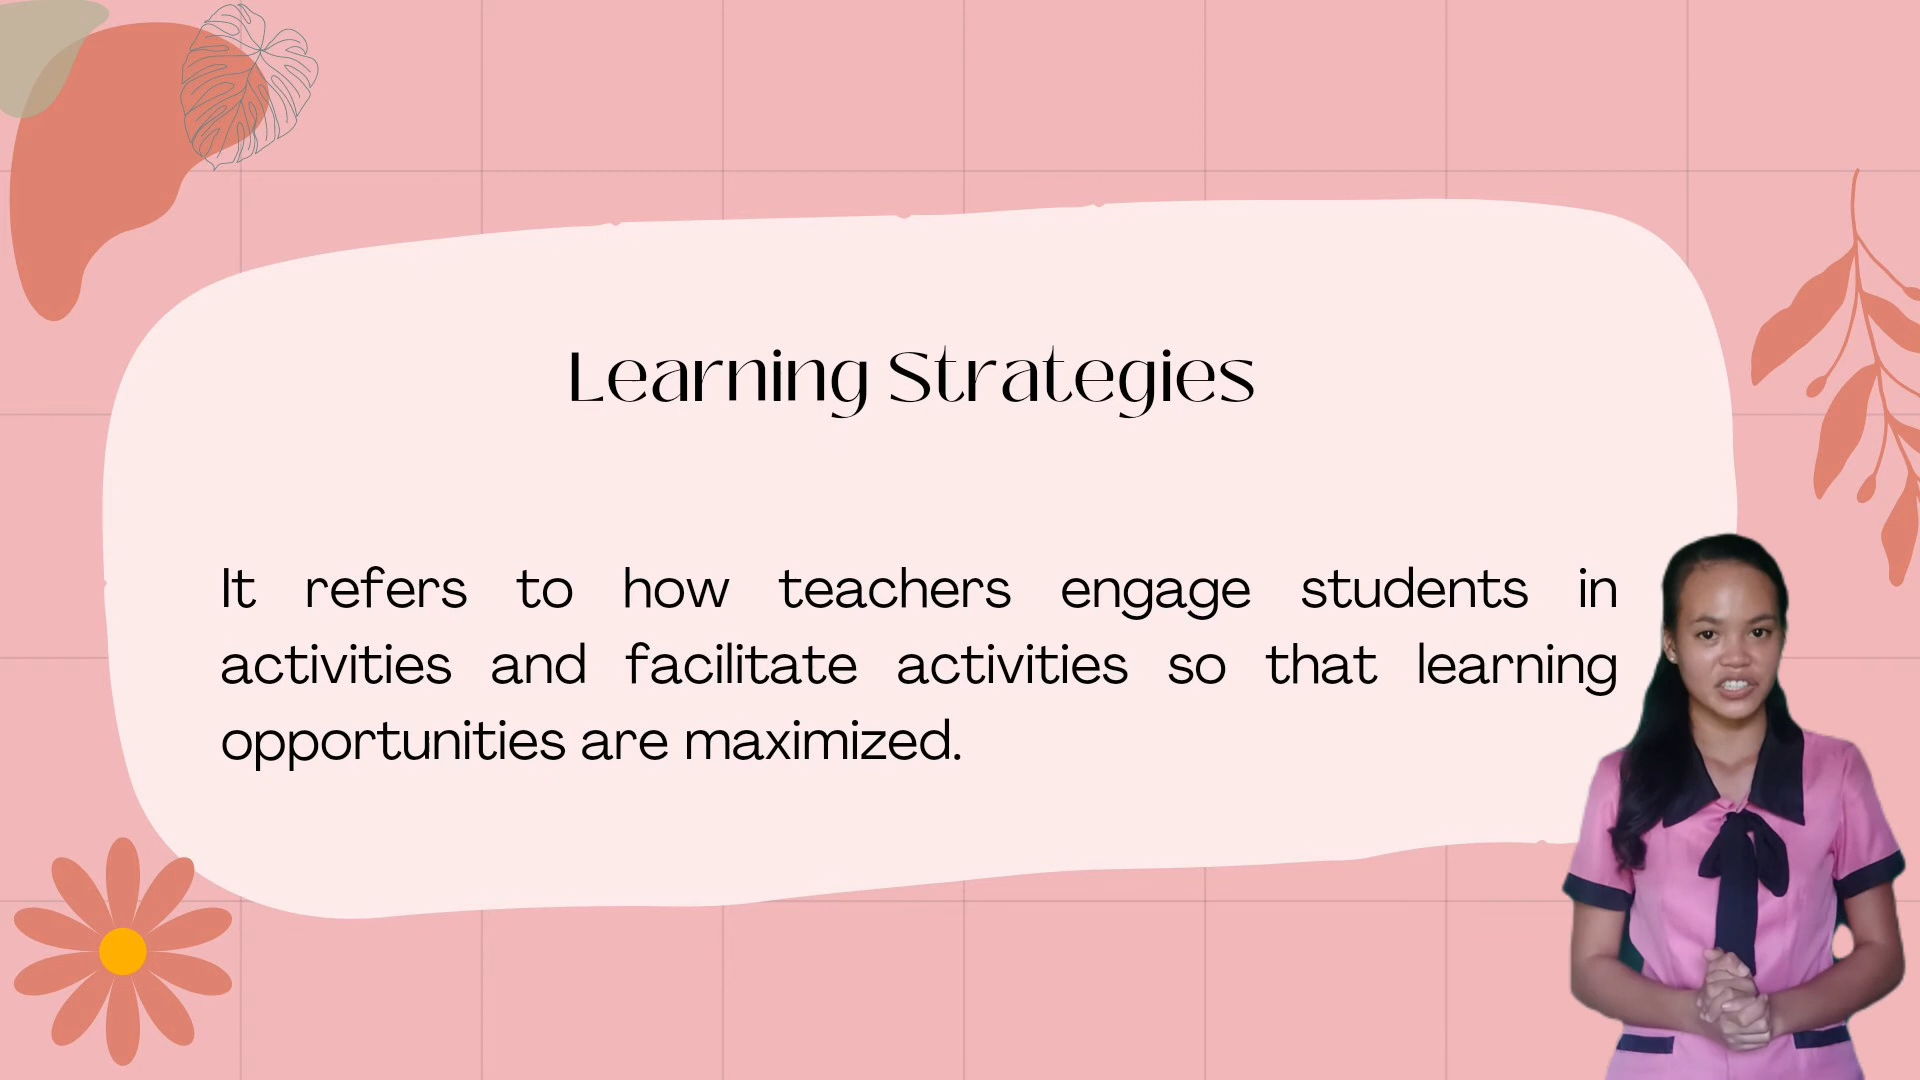 Learning Strategies
It refers to how teachers engage students in
activities and facilitate activities so that learning
opportunities are maximized.